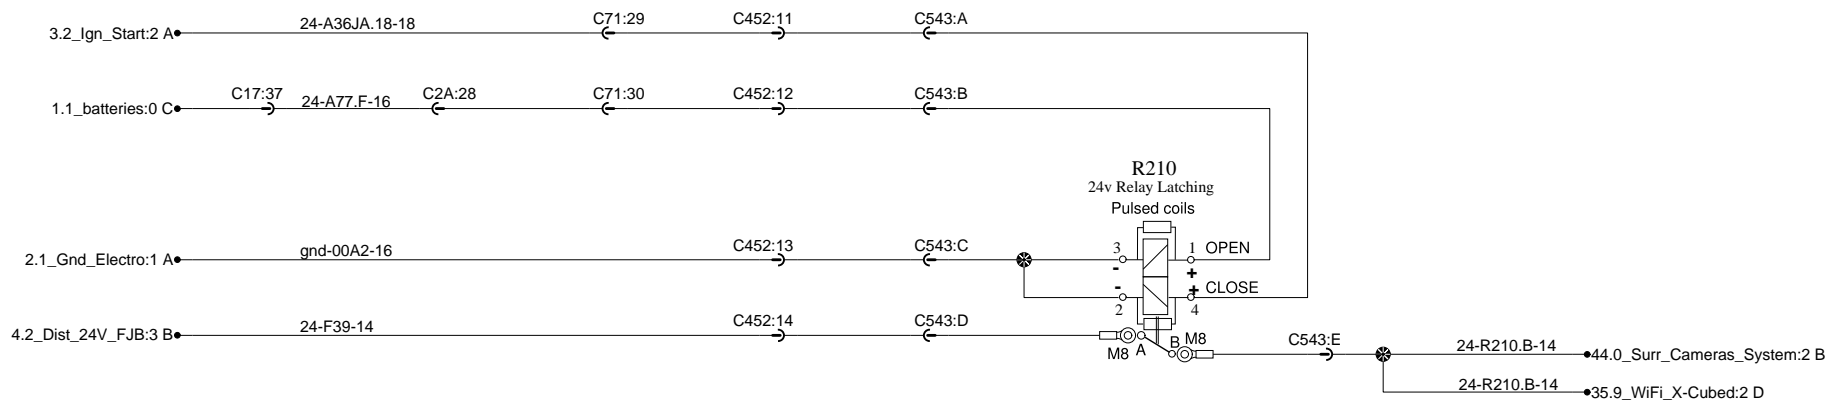 C71:29 C452:11 C543:A
24-A36JA.18-18
3.2_Ign_Start:2 A
C17:37 C2A:28 C71:30 C452:12 C543:B
24-A77.F-16
1.1_batteries:0 C
R210
24v Relay Latching
Pulsed coils
gnd-00A2-16 C452:13 C543:C 3 1 OPEN
2.1_Gnd_Electro:1 A
- +
- + CLOSE
2 4
24-F39-14 C452:14 C543:D
4.2_Dist_24V_FJB:3 B
M8 A B M8 C543:E 24-R210.B-14
44.0_Surr_Cameras_System:2 B
24-R210.B-14
35.9_WiFi_X-Cubed:2 D